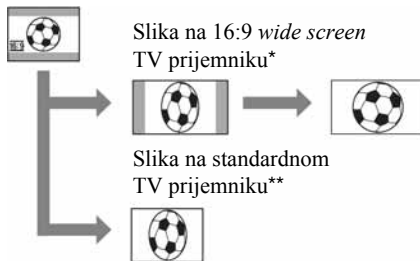 Slika na 16:9 wide screen
TV prijemniku*
16:9
Slika na standardnom
TV prijemniku**